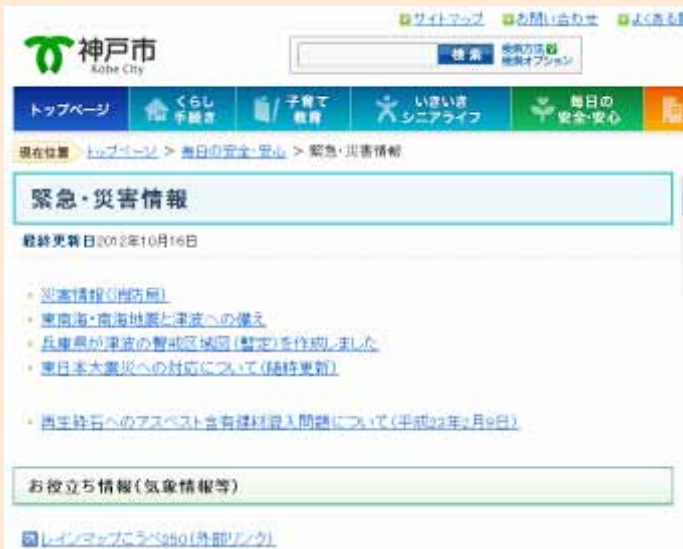 サイトマップ お問い合わせ よくある
神戸市
Kobe City
検索
検索方法
検索オプション
トップページ
くらし
手続き
子育て
教育
いきいき
シニアライフ
毎日の
安全・安心
現在位置 トップページ > 毎日の安全・安心 > 緊急・災害情報
緊急・災害情報
最終更新日2012年10月16日
災害情報(消防局)
東南海・南海地震と津波への備え
兵庫県が津波の警戒区域図(暫定)を作成しました
東日本大震災への対応について(随時更新)
再生砕石へのアスベスト含有建材混入問題について(平成23年2月9日)
お役立ち情報(気象情報等)
レインマップこうべ250(外部リンク)